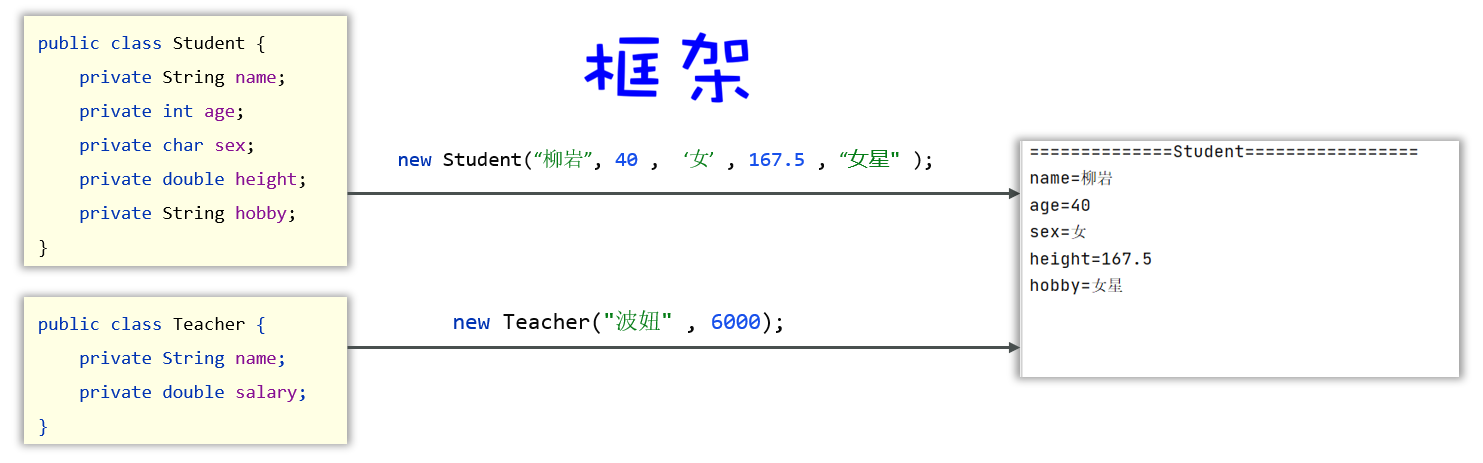 public class Student {
    private String name;
    private int age;
    private char sex;
    private double height;
    private String hobby;
}
框架
new Student(“柳岩”, 40 , ‘女’ , 167.5 , “女星" );
==============Student=================
name=柳岩
age=40
sex=女
height=167.5
hobby=女星
public class Teacher {
    private String name;
    private double salary;
}
new Teacher("波妞" , 6000);